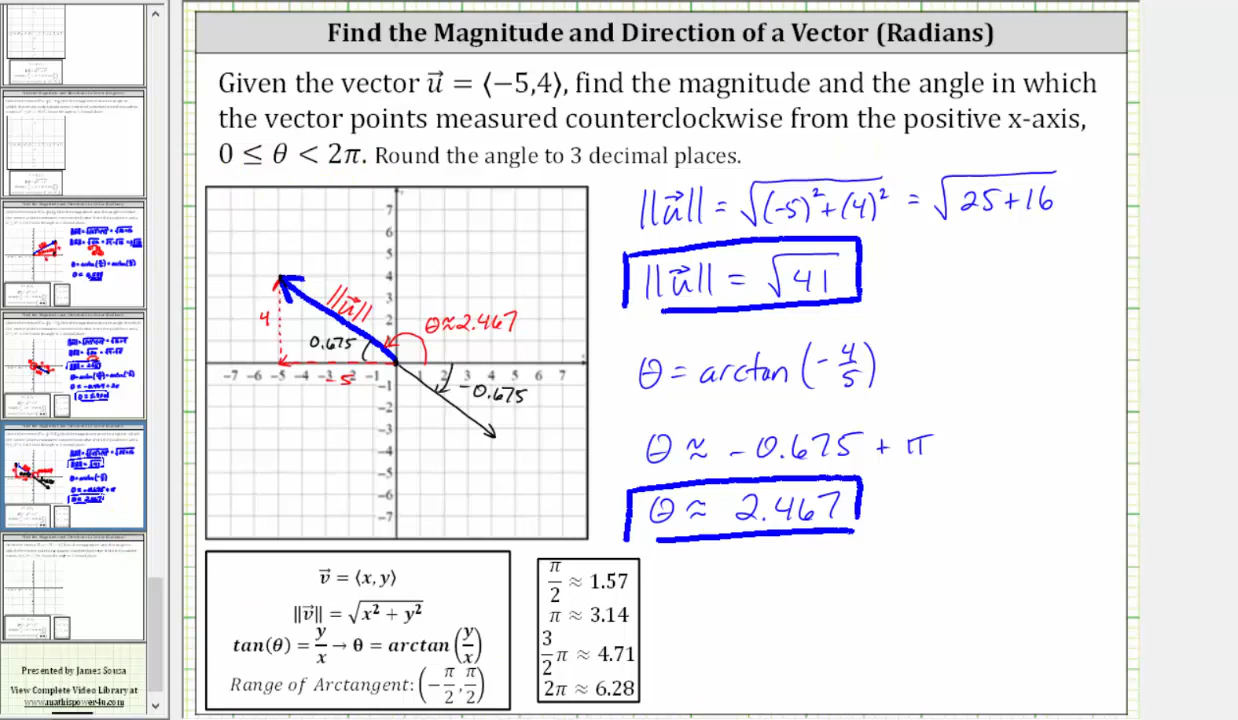 Find the Magnitude and Direction of a Vector (Radians)
Given the vector u⃗ = ⟨−5,4⟩, find the magnitude and the angle in which
the vector points measured counterclockwise from the positive x-axis,
0 ≤ θ < 2π. Round the angle to 3 decimal places.
||u⃗|| = √((-5)² + (4)²) = √(25+16)
||u⃗|| = √41
θ = arctan(-4/5)
θ ≈ -0.675 + π
θ ≈ 2.467
7
6
5
4
3
2
−7 −6 −5 −4 −3 −2 −1 1 2 3 4 5 6 7
−1
−2
−3
−4
−5
−6
−7
||u⃗||
4
-5
0.675
θ≈2.467
-0.675
v⃗ = ⟨x, y⟩
||v⃗|| = √(x² + y²)
tan(θ) = y/x → θ = arctan(y/x)
Range of Arctangent: (−π/2, π/2)
π/2 ≈ 1.57
π ≈ 3.14
3/2 π ≈ 4.71
2π ≈ 6.28
Presented by James Sousa
View Complete Video Library at
www.mathispower4u.com